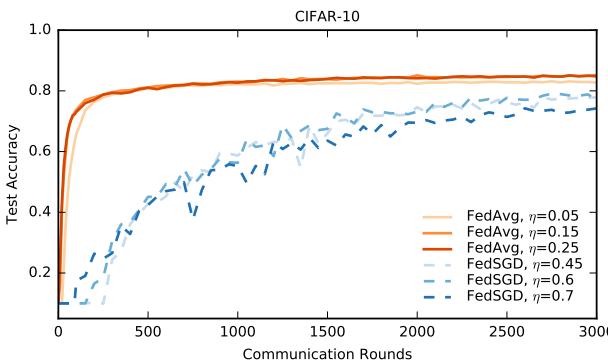 CIFAR-10
1.0
0.8
0.6
0.4
0.2
Test Accuracy
FedAvg, η=0.05
FedAvg, η=0.15
FedAvg, η=0.25
FedSGD, η=0.45
FedSGD, η=0.6
FedSGD, η=0.7
0 500 1000 1500 2000 2500 3000
Communication Rounds